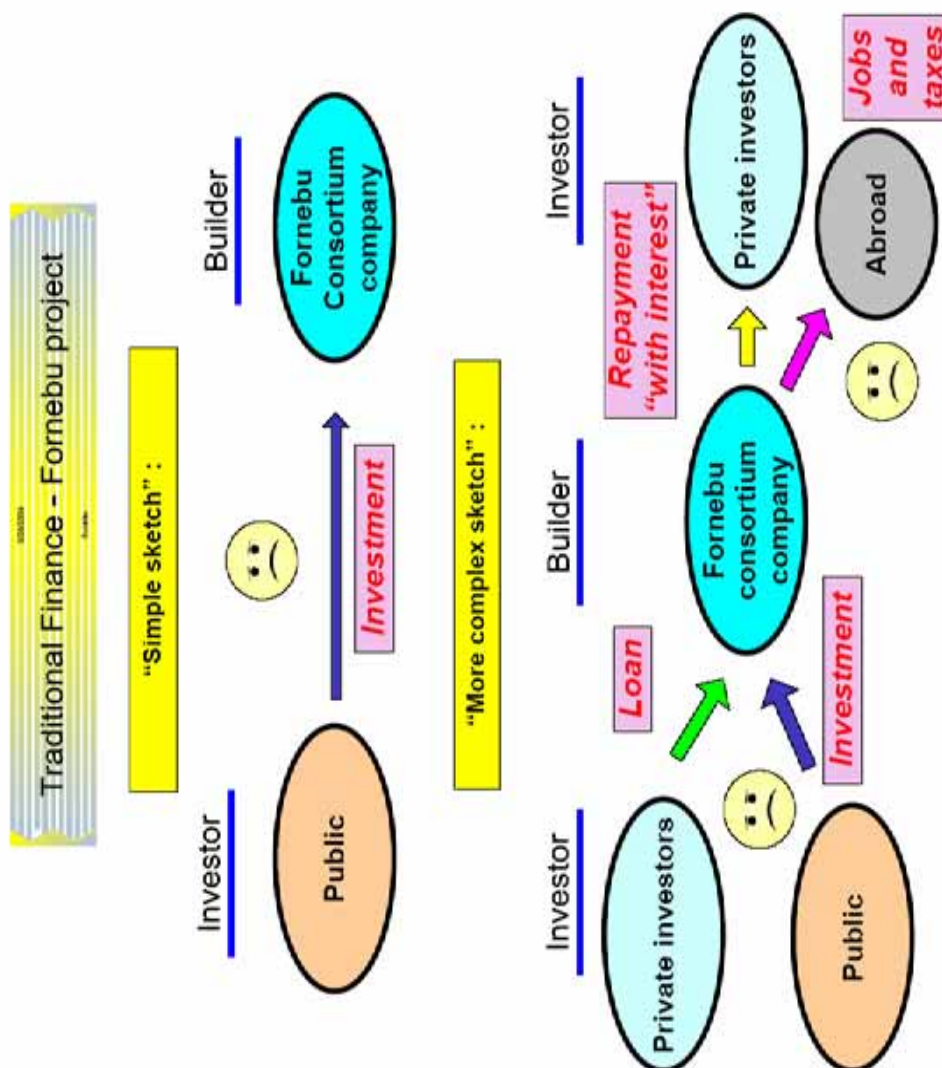 Traditional Finance - Fornebu project
"Simple sketch" :
Investor
Builder
Public
Investment
Fornebu
Consortium
company
"More complex sketch" :
Investor
Builder
Investor
Private investors
Loan
Repayment
"with interest"
Private investors
Fornebu
consortium
company
Public
Investment
Abroad
Jobs
and
taxes